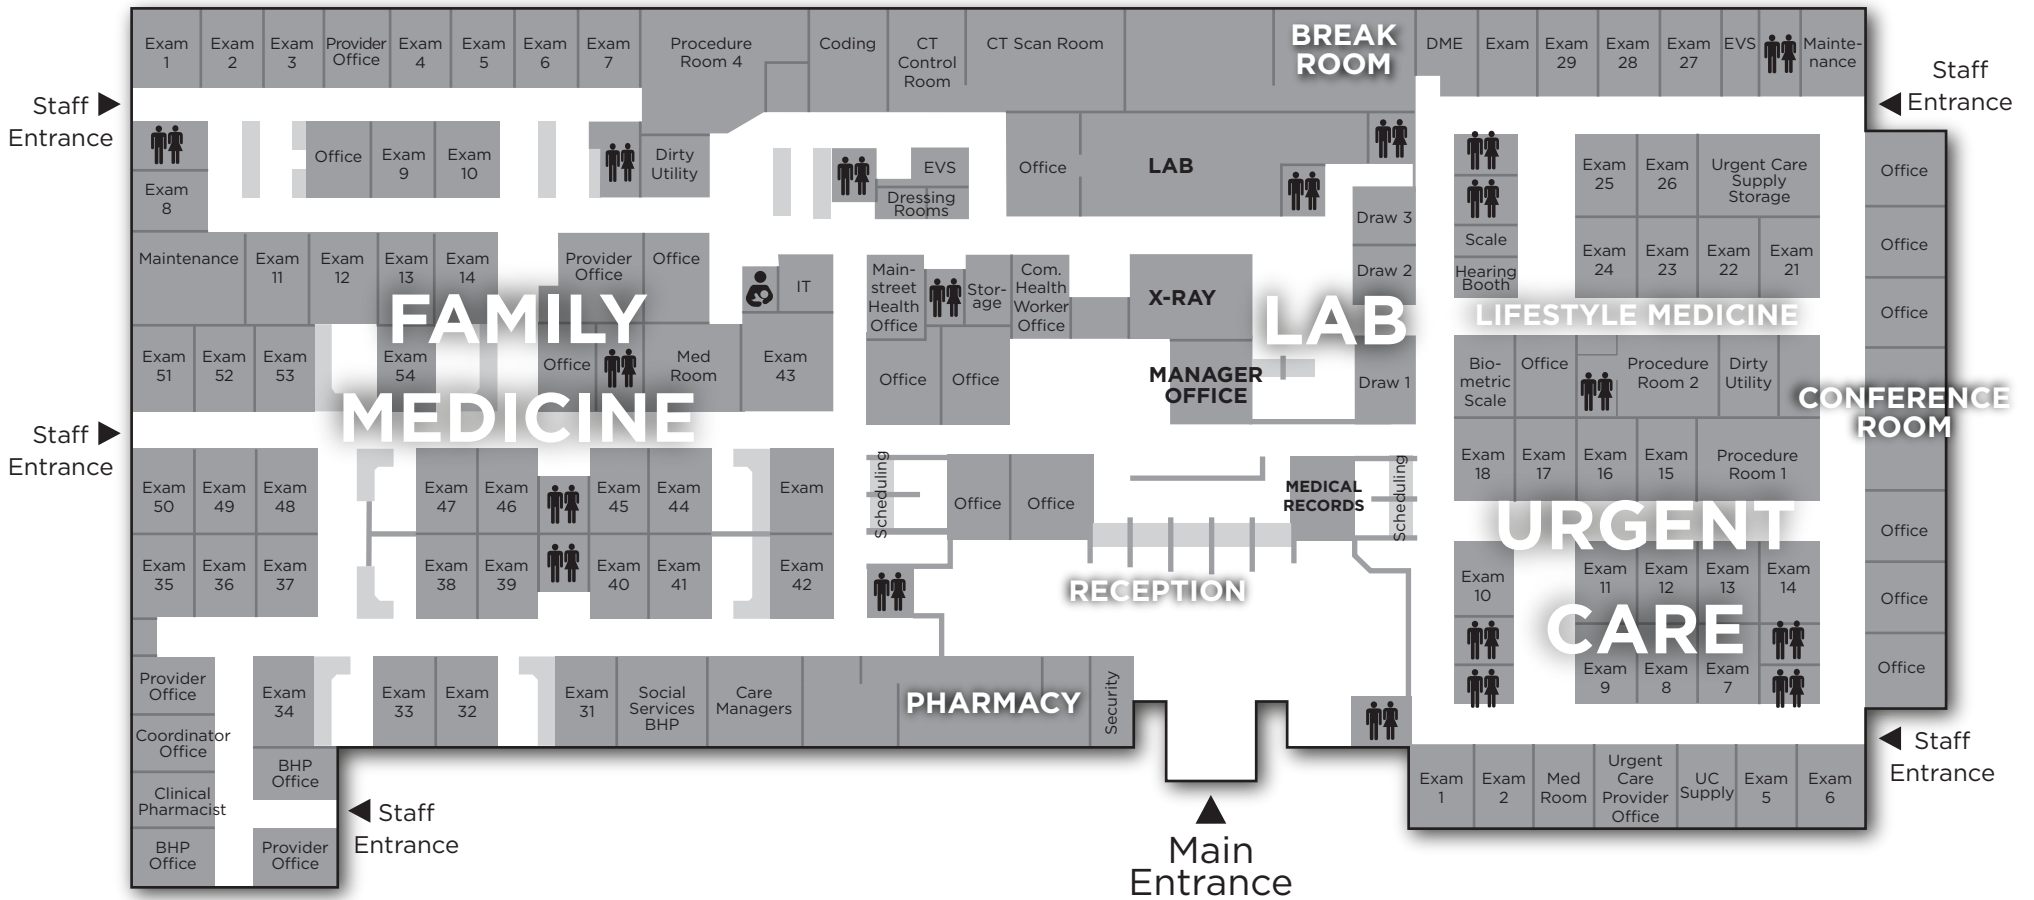 Exam
1
Exam
2
Exam
3
Provider
Office
Exam
4
Exam
5
Exam
6
Exam
7
Procedure
Room 4
Coding
CT
Control
Room
CT Scan Room
BREAK
ROOM
DME
Exam
Exam
29
Exam
28
Exam
27
EVS
Mainte-
nance
Staff
Entrance
Staff
Entrance
Exam
8
Office
Exam
9
Exam
10
Dirty
Utility
EVS
Dressing
Rooms
Office
LAB
Draw 3
Draw 2
Draw 1
Scale
Hearing
Booth
Exam
25
Exam
26
Urgent Care
Supply
Storage
Exam
24
Exam
23
Exam
22
Exam
21
Office
Office
Office
Maintenance
Exam
11
Exam
12
Exam
13
Exam
14
Provider
Office
Office
IT
Main-
street
Health
Office
Stor-
age
Com.
Health
Worker
Office
X-RAY
LAB
LIFESTYLE MEDICINE
FAMILY
MEDICINE
Exam
51
Exam
52
Exam
53
Exam
54
Office
Med
Room
Exam
43
Office
Office
MANAGER
OFFICE
Bio-
metric
Scale
Office
Procedure
Room 2
Dirty
Utility
CONFERENCE
ROOM
Staff
Entrance
Exam
50
Exam
49
Exam
48
Exam
47
Exam
46
Exam
45
Exam
44
Exam
Scheduling
Office
Office
MEDICAL
RECORDS
Scheduling
Exam
18
Exam
17
Exam
16
Exam
15
Procedure
Room 1
URGENT
CARE
Office
Office
Office
Exam
35
Exam
36
Exam
37
Exam
38
Exam
39
Exam
40
Exam
41
Exam
42
RECEPTION
Exam
10
Exam
11
Exam
12
Exam
13
Exam
14
Exam
9
Exam
8
Exam
7
Provider
Office
Exam
34
Exam
33
Exam
32
Exam
31
Social
Services
BHP
Care
Managers
PHARMACY
Security
Coordinator
Office
BHP
Office
Clinical
Pharmacist
BHP
Office
Provider
Office
Staff
Entrance
Main
Entrance
Exam
1
Exam
2
Med
Room
Urgent
Care
Provider
Office
UC
Supply
Exam
5
Exam
6
Staff
Entrance